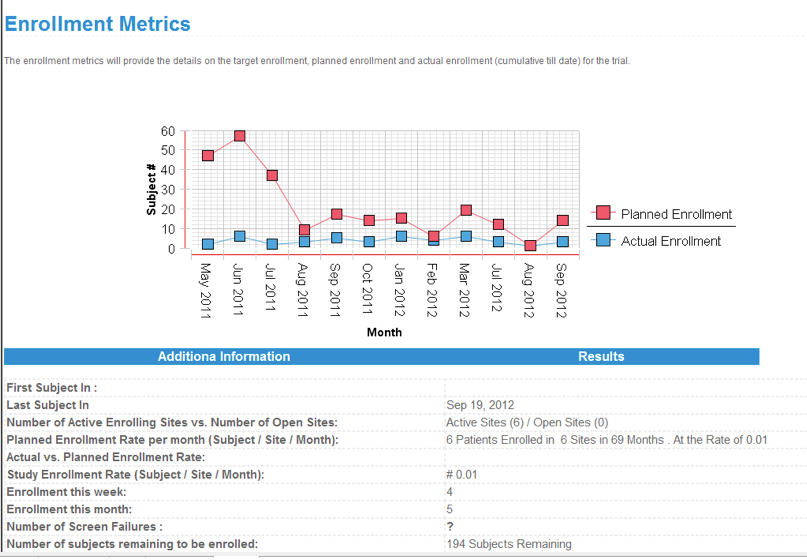 Enrollment Metrics
The enrollment metrics will provide the details on the target enrollment, planned enrollment and actual enrollment (cumulative till date) for the trial.
60
50
40
30
20
10
0
Subject #
Planned Enrollment
Actual Enrollment
May 2011
Jun 2011
Jul 2011
Aug 2011
Sep 2011
Oct 2011
Jan 2012
Feb 2012
Mar 2012
Jul 2012
Aug 2012
Sep 2012
Month
Additiona Information Results
First Subject In :
Last Subject In Sep 19, 2012
Number of Active Enrolling Sites vs. Number of Open Sites: Active Sites (6) / Open Sites (0)
Planned Enrollment Rate per month (Subject / Site / Month): 6 Patients Enrolled in 6 Sites in 69 Months . At the Rate of 0.01
Actual vs. Planned Enrollment Rate:
Study Enrollment Rate (Subject / Site / Month): # 0.01
Enrollment this week: 4
Enrollment this month: 5
Number of Screen Failures : ?
Number of subjects remaining to be enrolled: 194 Subjects Remaining